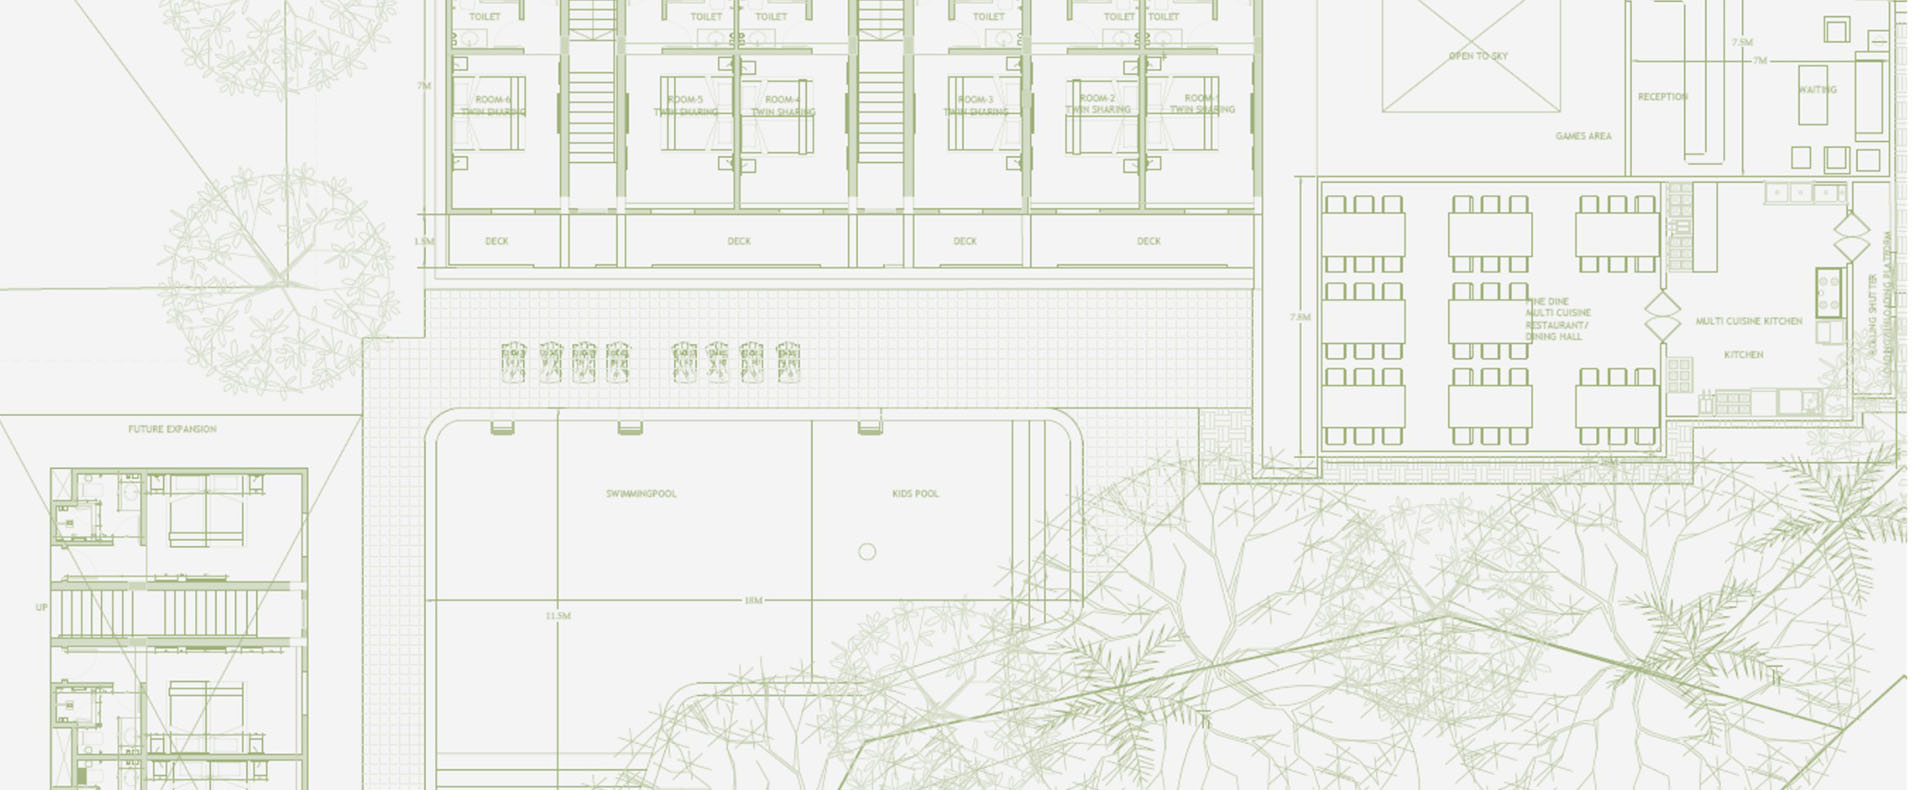 TOILET
TOILET
TOILET
TOILET
TOILET
TOILET
OPEN TO SKY
7.5M
7M
7M
ROOM-6
TWIN SHARING
ROOM-5
TWIN SHARING
ROOM-4
TWIN SHARING
ROOM-3
TWIN SHARING
ROOM-2
TWIN SHARING
ROOM-1
TWIN SHARING
RECEPTION
WAITING
GAMES AREA
1.5M
DECK
DECK
DECK
DECK
7.8M
FINE DINE
MULTI CUISINE
RESTAURANT/
DINING HALL
MULTI CUISINE KITCHEN
KITCHEN
ROLLING SHUTTER
PLATFORM
FUTURE EXPANSION
SWIMMINGPOOL
KIDS POOL
UP
18M
11.5M